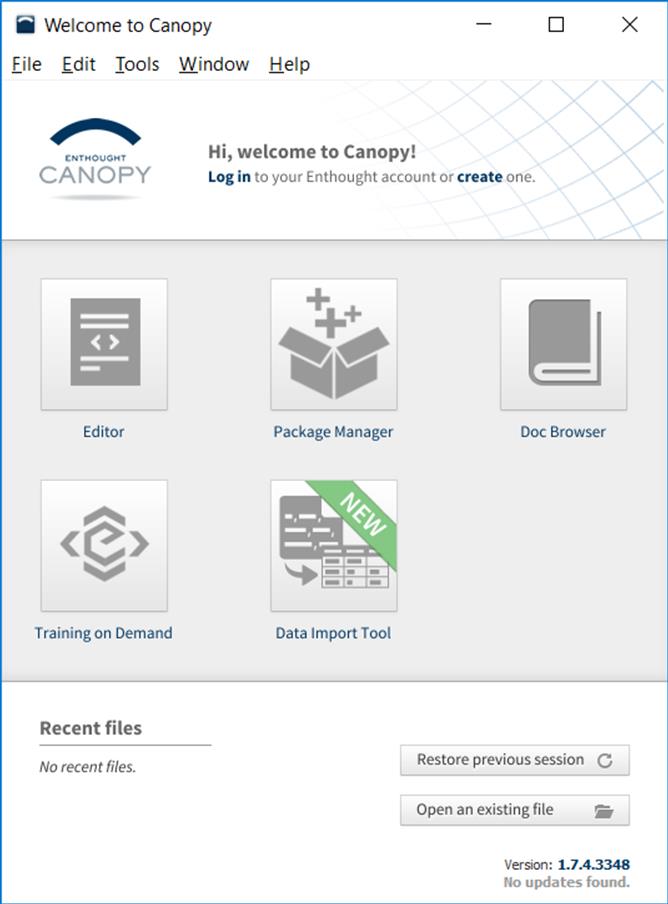 Welcome to Canopy
File Edit Tools Window Help
ENTHOUGHT
CANOPY
Hi, welcome to Canopy!
Log in to your Enthought account or create one.
Editor
Package Manager
Doc Browser
NEW
Training on Demand
Data Import Tool
Recent files
No recent files.
Restore previous session
Open an existing file
Version: 1.7.4.3348
No updates found.